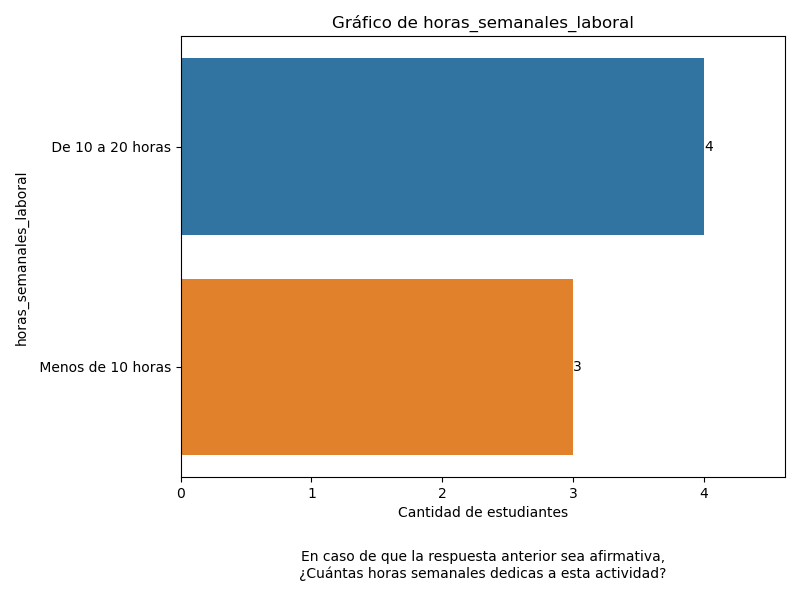 Gráfico de horas_semanales_laboral
horas_semanales_laboral
De 10 a 20 horas
4
Menos de 10 horas
3
0 1 2 3 4
Cantidad de estudiantes
En caso de que la respuesta anterior sea afirmativa,
¿Cuántas horas semanales dedicas a esta actividad?